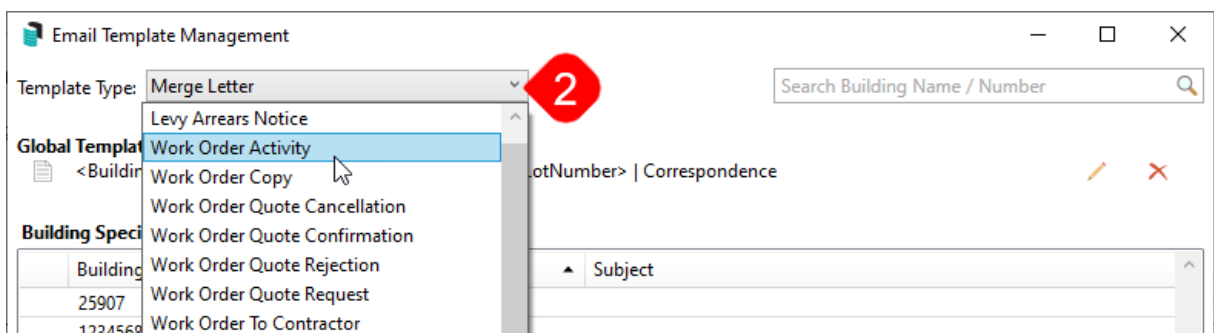 Email Template Management
Template Type: Merge Letter
2
Search Building Name / Number
Levy Arrears Notice
Global Templat
Work Order Activity
<Buildin
otNumber> | Correspondence
Work Order Copy
Work Order Quote Cancellation
Building Speci
Work Order Quote Confirmation
Building
Work Order Quote Rejection
Subject
25907
Work Order Quote Request
1234568
Work Order To Contractor